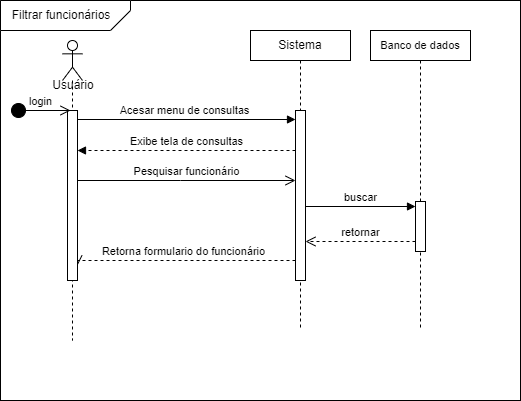 Filtrar funcionários
Sistema
Banco de dados
Usuário
login
Acesar menu de consultas
Exibe tela de consultas
Pesquisar funcionário
buscar
retornar
Retorna formulario do funcionário